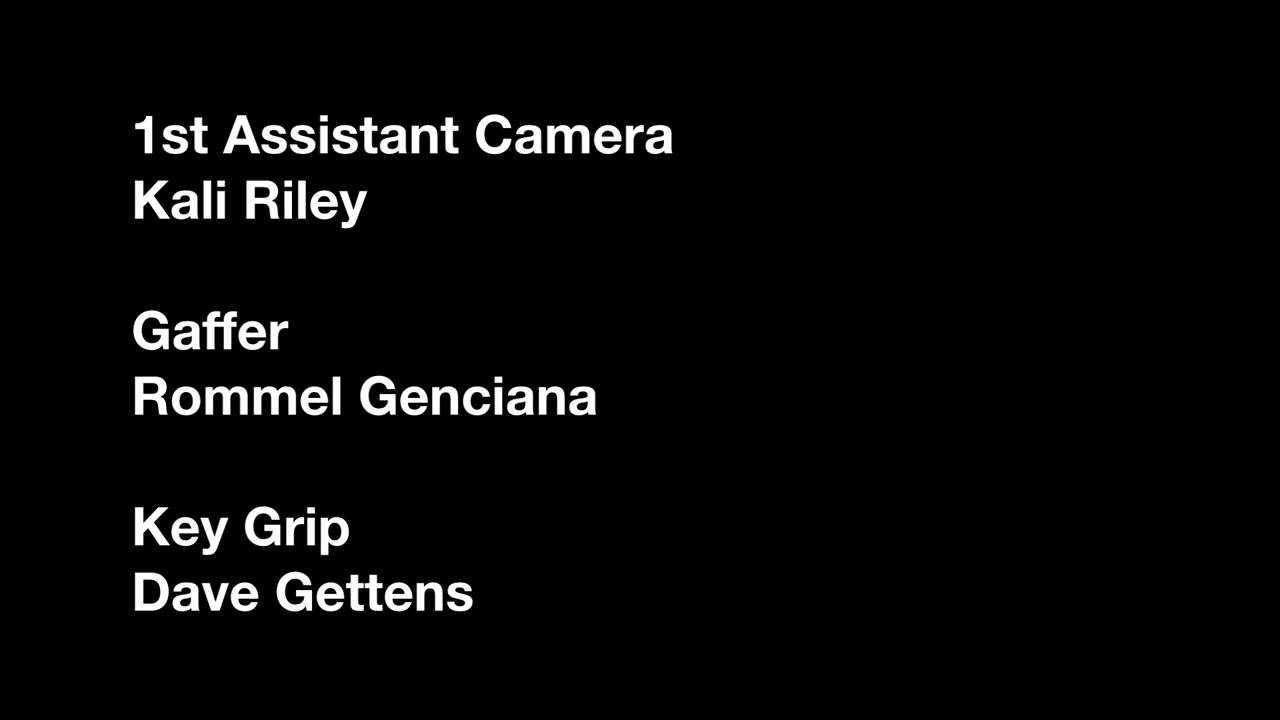 1st Assistant Camera
Kali Riley
Gaffer
Rommel Genciana
Key Grip
Dave Gettens